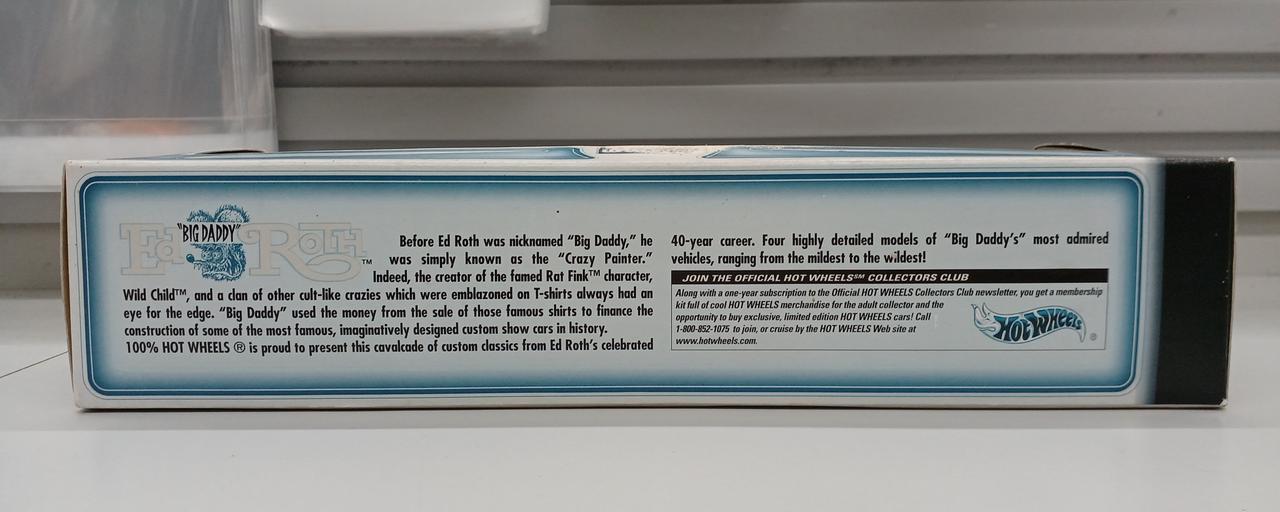 Ed "BIG DADDY" Roth™
Before Ed Roth was nicknamed “Big Daddy,” he
was simply known as the “Crazy Painter.”
Indeed, the creator of the famed Rat Fink™ character,
Wild Child™, and a clan of other cult-like crazies which were emblazoned on T-shirts always had an
eye for the edge. “Big Daddy” used the money from the sale of those famous shirts to finance the
construction of some of the most famous, imaginatively designed custom show cars in history.
100% HOT WHEELS ® is proud to present this cavalcade of custom classics from Ed Roth’s celebrated
40-year career. Four highly detailed models of “Big Daddy’s” most admired
vehicles, ranging from the mildest to the wildest!
JOIN THE OFFICIAL HOT WHEELS℠ COLLECTORS CLUB
Along with a one-year subscription to the Official HOT WHEELS Collectors Club newsletter, you get a membership
kit full of cool HOT WHEELS merchandise for the adult collector and the
opportunity to buy exclusive, limited edition HOT WHEELS cars! Call
1-800-852-1075 to join, or cruise by the HOT WHEELS Web site at
www.hotwheels.com.
HOT WHEELS ®